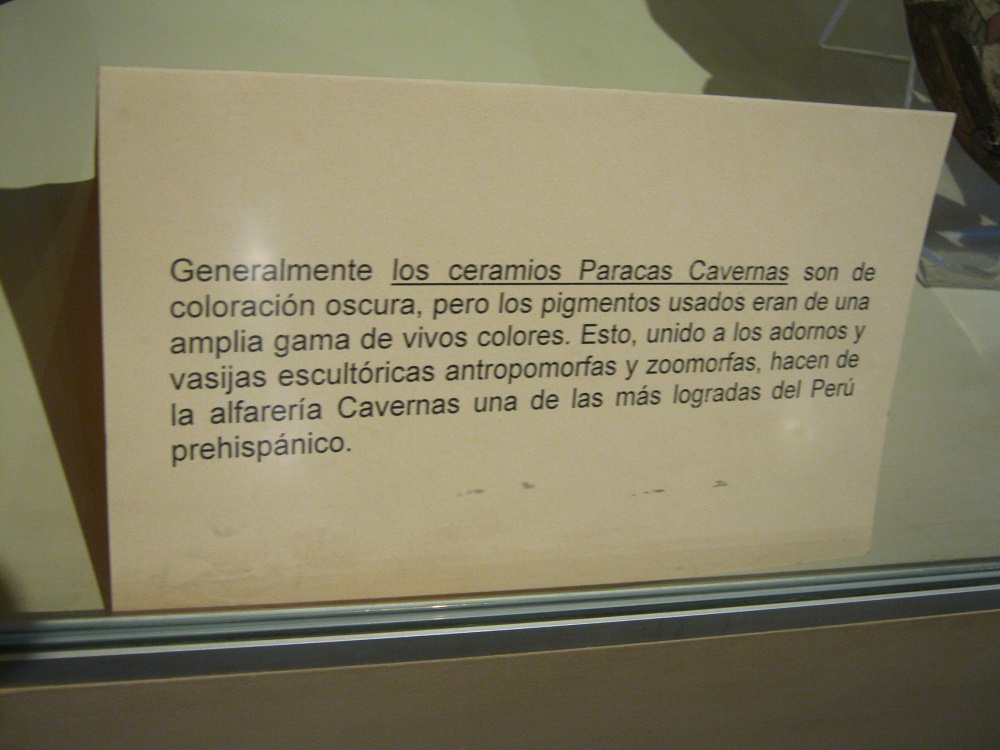 Generalmente los ceramios Paracas Cavernas son de
coloración oscura, pero los pigmentos usados eran de una
amplia gama de vivos colores. Esto, unido a los adornos y
vasijas escultóricas antropomorfas y zoomorfas, hacen de
la alfarería Cavernas una de las más logradas del Perú
prehispánico.